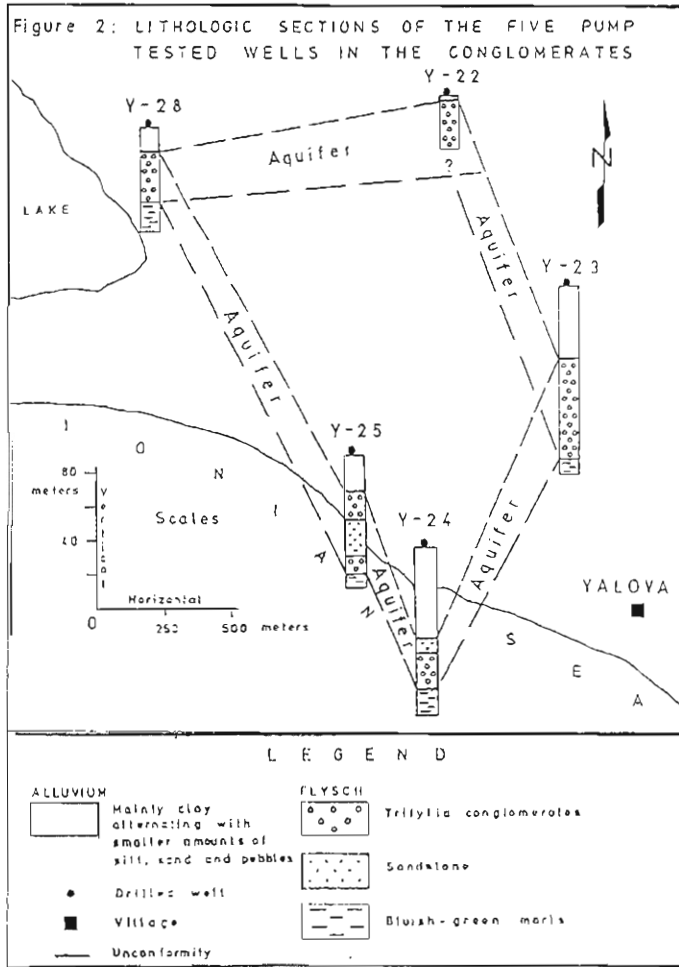 Figure 2: LITHOLOGIC SECTIONS OF THE FIVE PUMP
TESTED WELLS IN THE CONGLOMERATES
Y-22
Y-28
Aquifer
N
?
LAKE
Y-23
Aquifer
Aquifer
Y-25
IONIAN SEA
80
meters
Vertical
Scales
40
Y-24
Aquifer
Aquifer
YALOVA
Horizontal
0
250 500 meters
LEGEND
ALLUVIUM
Mainly clay
alternating with
smaller amounts of
silt, sand and pebbles
Drilled well
Village
Unconformity
FLYSCH
Trifylia conglomerates
Sandstone
Bluish-green marls